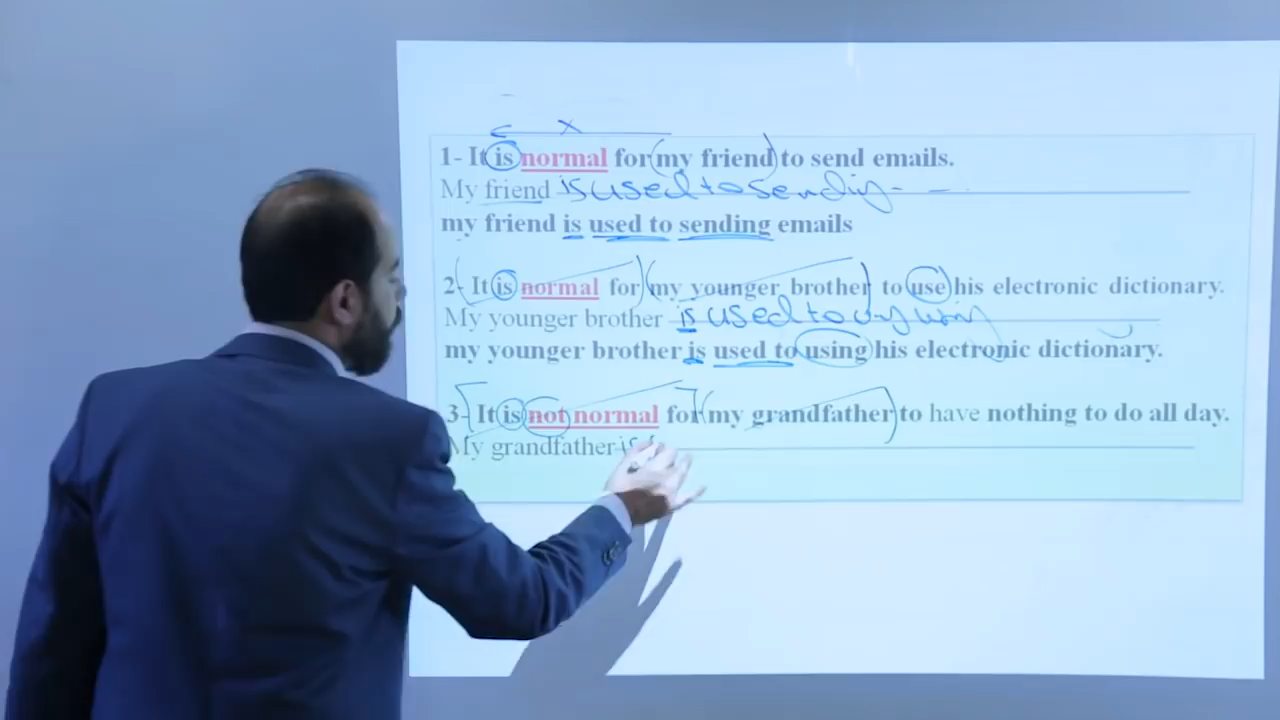 1- It is normal for (my friend) to send emails.
My friend is used to sending
my friend is used to sending emails
2- It is normal for (my younger brother) to use his electronic dictionary.
My younger brother is used to
my younger brother is used to using his electronic dictionary.
3- It is not normal for (my grandfather) to have nothing to do all day.
My grandfather is